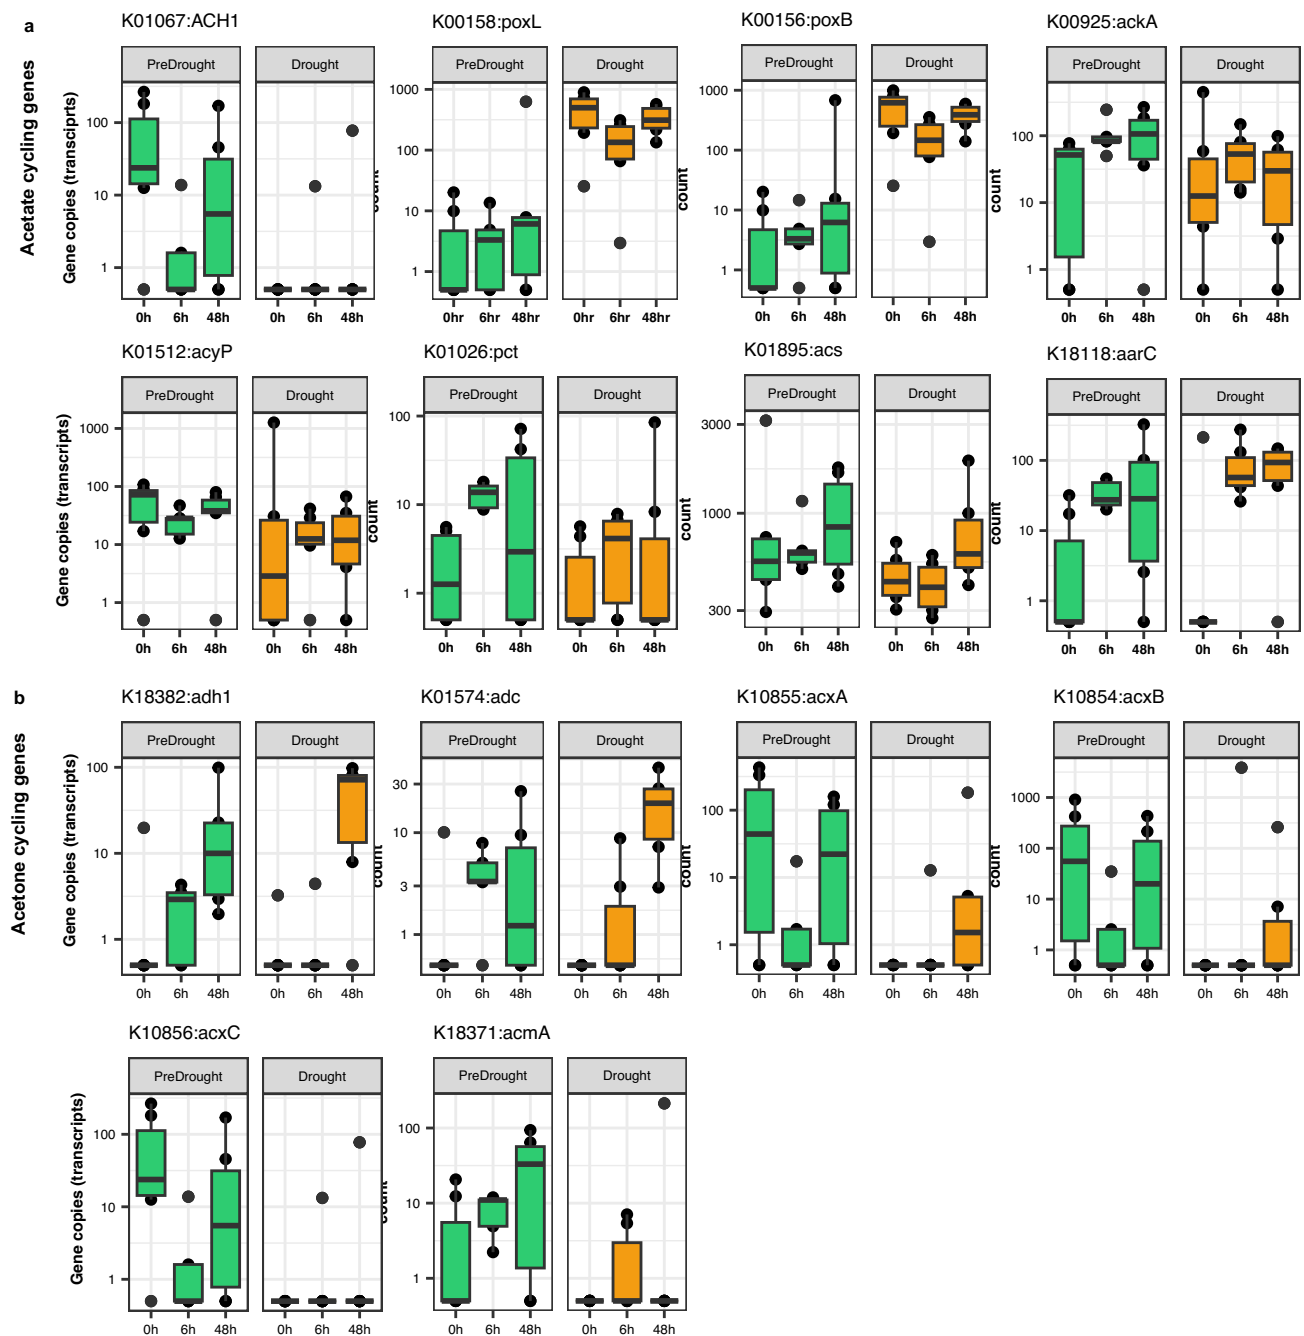 a
Acetate cycling genes
K01067:ACH1
K00158:poxL
K00156:poxB
K00925:ackA
PreDrought
Drought
PreDrought
Drought
PreDrought
Drought
PreDrought
Drought
Gene copies (transciprts)
100
10
1
count
1000
100
10
1
count
1000
100
10
1
count
100
10
1
0h 6h 48h
0h 6h 48h
0hr 6hr 48hr
0hr 6hr 48hr
0h 6h 48h
0h 6h 48h
0h 6h 48h
0h 6h 48h
K01512:acyP
K01026:pct
K01895:acs
K18118:aarC
PreDrought
Drought
PreDrought
Drought
PreDrought
Drought
PreDrought
Drought
Gene copies (transcripts)
1000
100
10
1
count
100
10
1
count
3000
1000
300
count
100
10
1
0h 6h 48h
0h 6h 48h
0h 6h 48h
0h 6h 48h
0h 6h 48h
0h 6h 48h
0h 6h 48h
0h 6h 48h
b
Acetone cycling genes
K18382:adh1
K01574:adc
K10855:acxA
K10854:acxB
PreDrought
Drought
PreDrought
Drought
PreDrought
Drought
PreDrought
Drought
Gene copies (transcripts)
100
10
1
count
30
10
3
1
count
100
10
1
count
1000
100
10
1
0h 6h 48h
0h 6h 48h
0h 6h 48h
0h 6h 48h
0h 6h 48h
0h 6h 48h
0h 6h 48h
0h 6h 48h
K10856:acxC
K18371:acmA
PreDrought
Drought
PreDrought
Drought
Gene copies (transcripts)
100
10
1
count
100
10
1
0h 6h 48h
0h 6h 48h
0h 6h 48h
0h 6h 48h